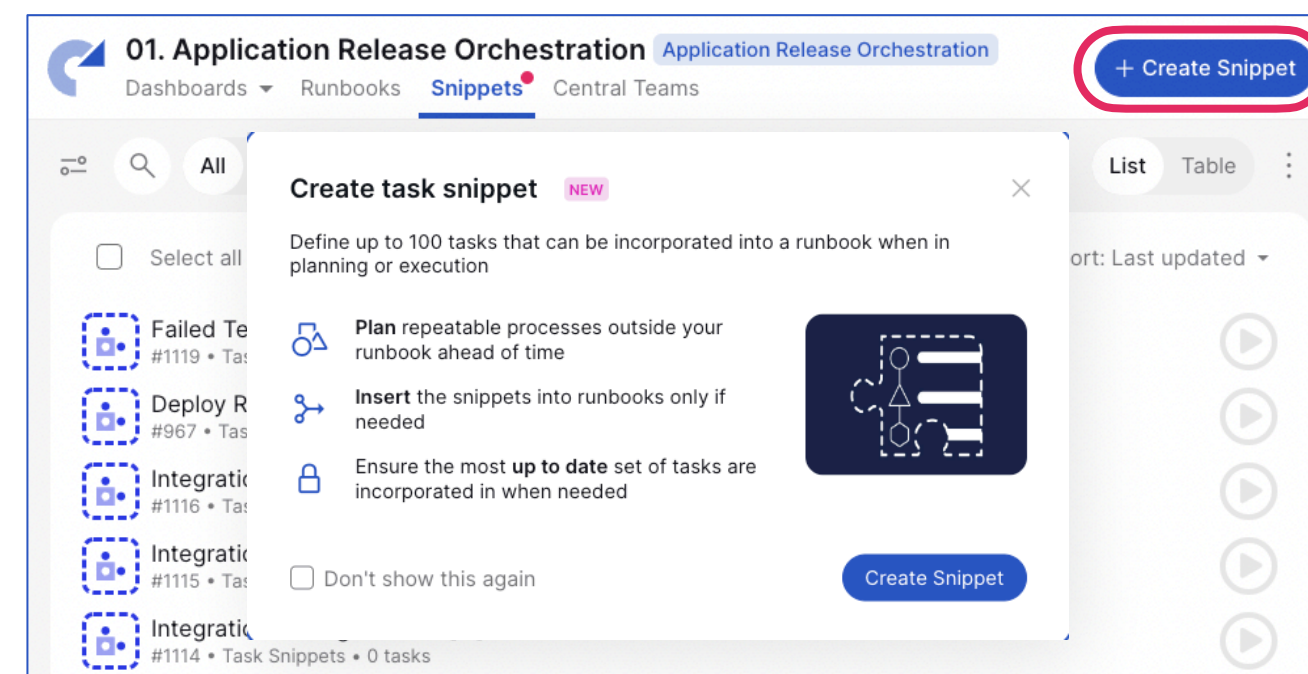 01. Application Release Orchestration Application Release Orchestration
+ Create Snippet
Dashboards Runbooks Snippets Central Teams
All
List Table
Create task snippet NEW
Define up to 100 tasks that can be incorporated into a runbook when in
planning or execution
Select all
ort: Last updated
Plan repeatable processes outside your
runbook ahead of time
Insert the snippets into runbooks only if
needed
Ensure the most up to date set of tasks are
incorporated in when needed
Don't show this again
Create Snippet
Failed Te
#1119 • Tas
Deploy R
#967 • Tas
Integratio
#1116 • Tas
Integratio
#1115 • Tas
Integratio
#1114 • Task Snippets • 0 tasks